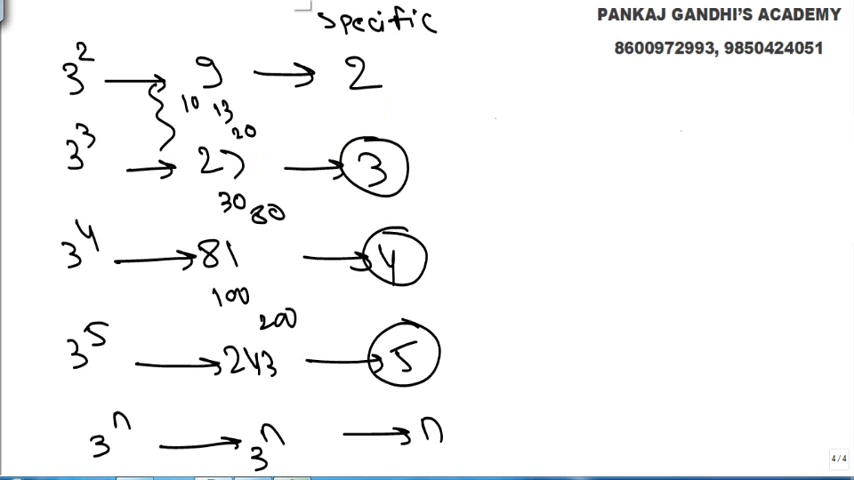 PANKAJ GANDHI'S ACADEMY
8600972993, 9850424051
specific
3² → 9 → 2
10 13
20
3³ → 27 → 3
30 80
3⁴ → 81 → 4
100
200
3⁵ → 243 → 5
3ⁿ → 3ⁿ → n
4/4